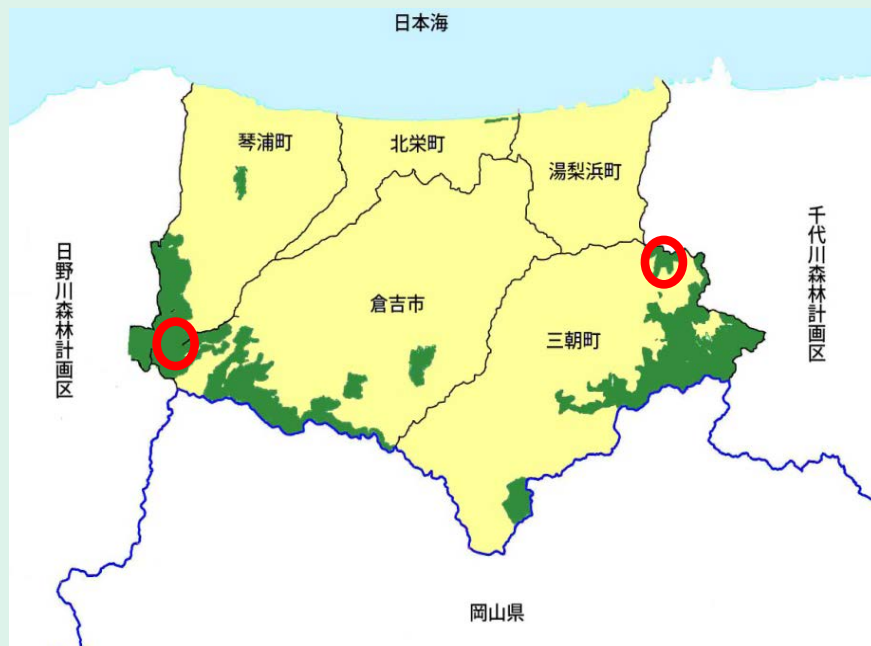 日本海
琴浦町
北栄町
湯梨浜町
日野川森林計画区
千代川森林計画区
倉吉市
三朝町
岡山県